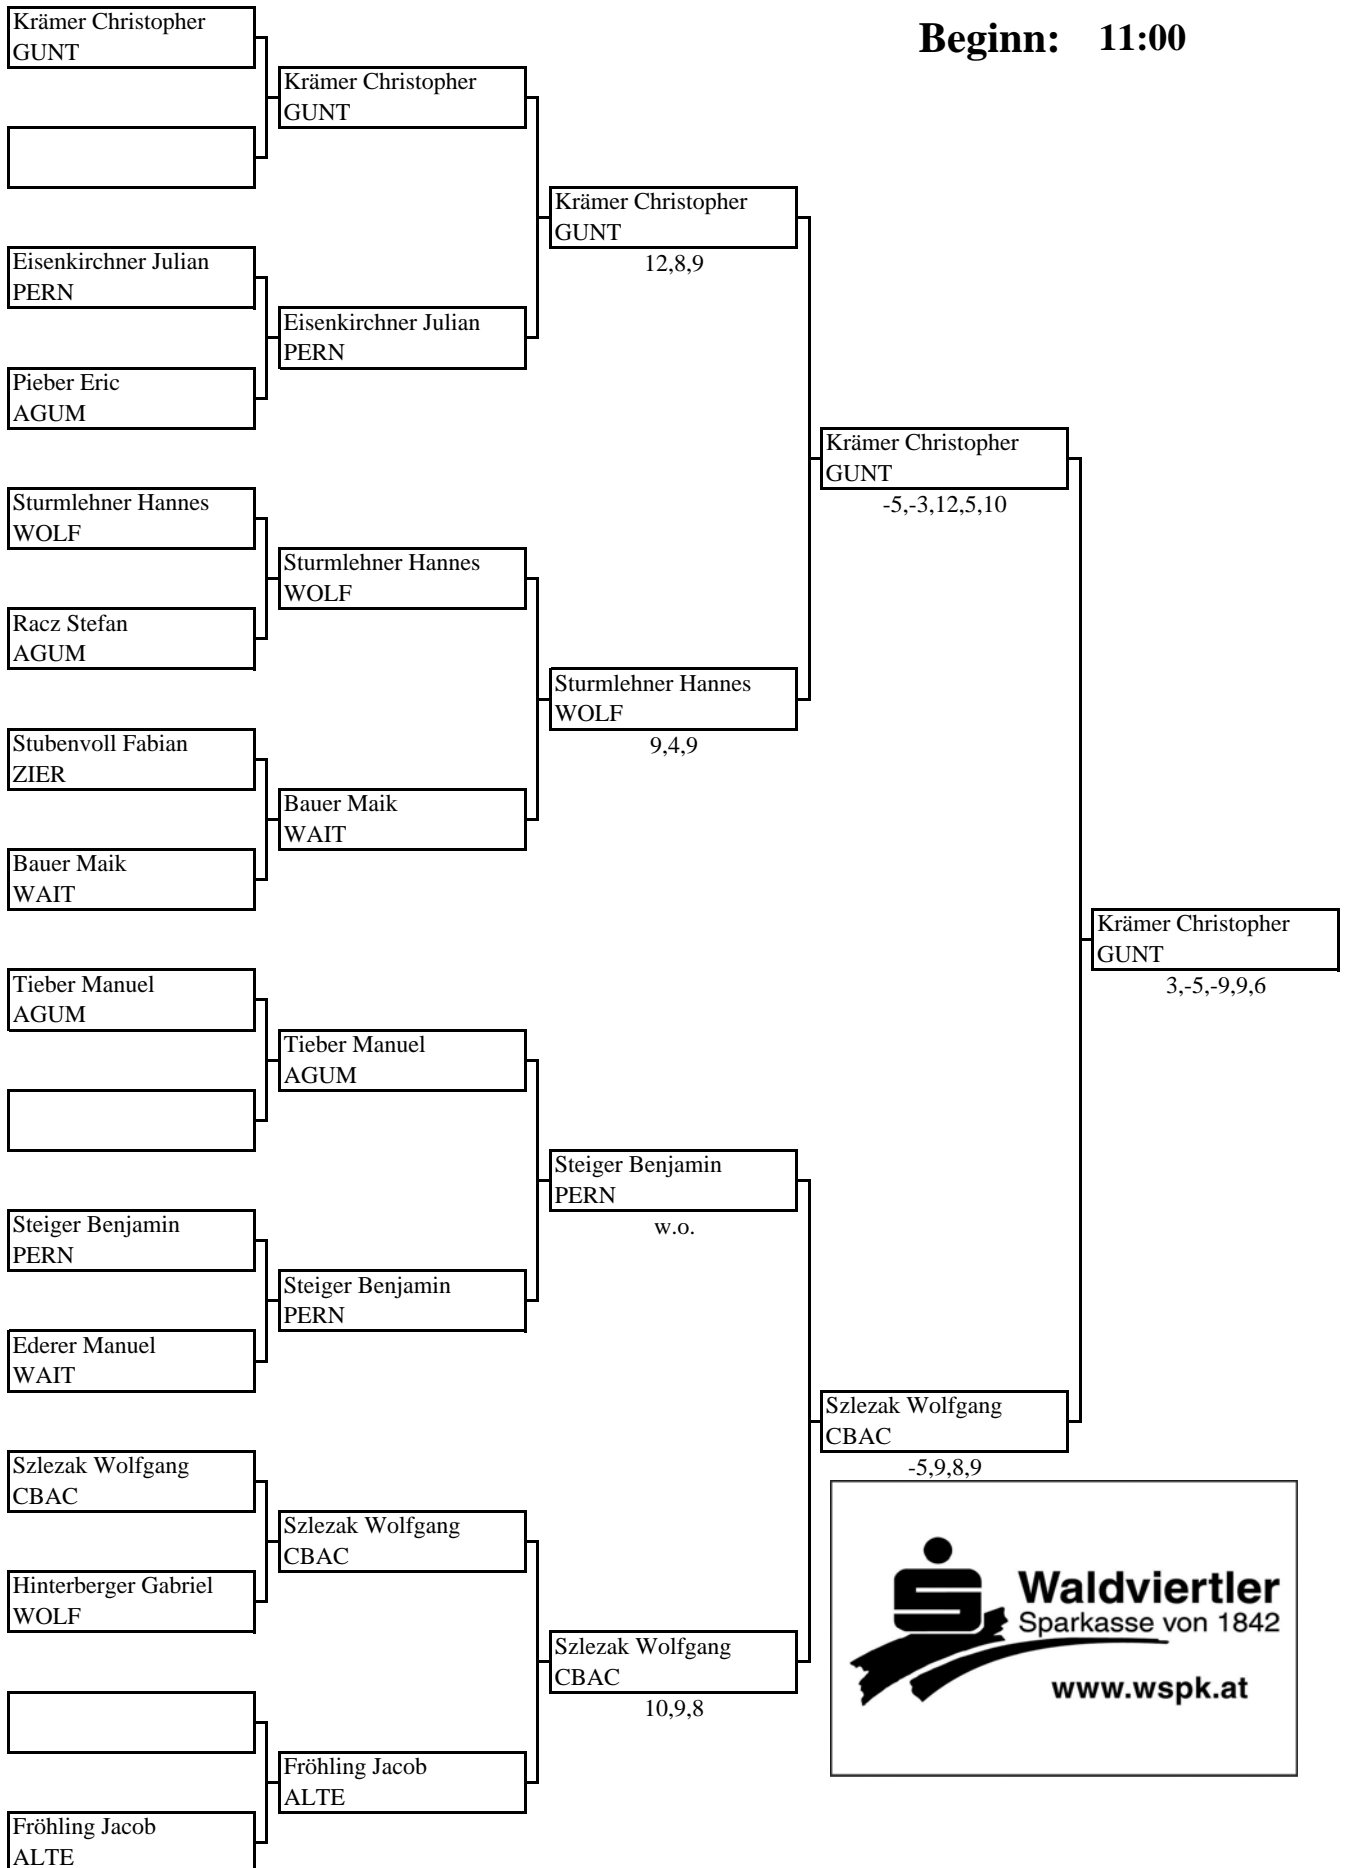 Beginn: 11:00
Krämer Christopher
GUNT
Eisenkirchner Julian
PERN
Pieber Eric
AGUM
Sturmlehner Hannes
WOLF
Racz Stefan
AGUM
Stubenvoll Fabian
ZIER
Bauer Maik
WAIT
Tieber Manuel
AGUM
Steiger Benjamin
PERN
Ederer Manuel
WAIT
Szlezak Wolfgang
CBAC
Hinterberger Gabriel
WOLF
Fröhling Jacob
ALTE
Krämer Christopher
GUNT
Eisenkirchner Julian
PERN
Sturmlehner Hannes
WOLF
Bauer Maik
WAIT
Tieber Manuel
AGUM
Steiger Benjamin
PERN
Szlezak Wolfgang
CBAC
Fröhling Jacob
ALTE
Krämer Christopher
GUNT
12,8,9
Sturmlehner Hannes
WOLF
9,4,9
Steiger Benjamin
PERN
w.o.
Szlezak Wolfgang
CBAC
10,9,8
Krämer Christopher
GUNT
-5,-3,12,5,10
Szlezak Wolfgang
CBAC
-5,9,8,9
Krämer Christopher
GUNT
3,-5,-9,9,6
Waldviertler
Sparkasse von 1842
www.wspk.at